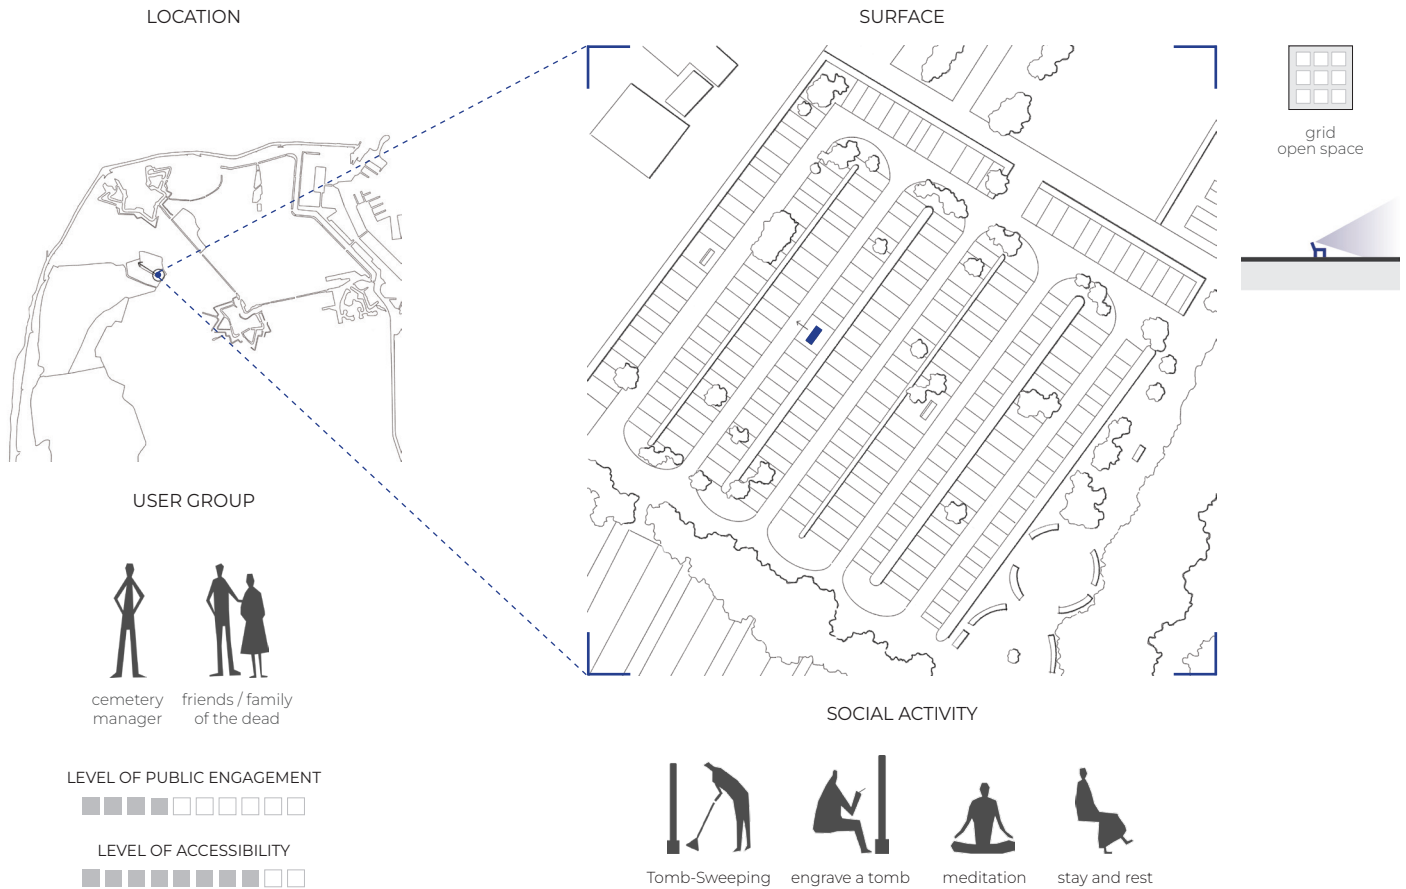 LOCATION
SURFACE
grid
open space
USER GROUP
cemetery
manager
friends / family
of the dead
LEVEL OF PUBLIC ENGAGEMENT
LEVEL OF ACCESSIBILITY
SOCIAL ACTIVITY
Tomb-Sweeping
engrave a tomb
meditation
stay and rest